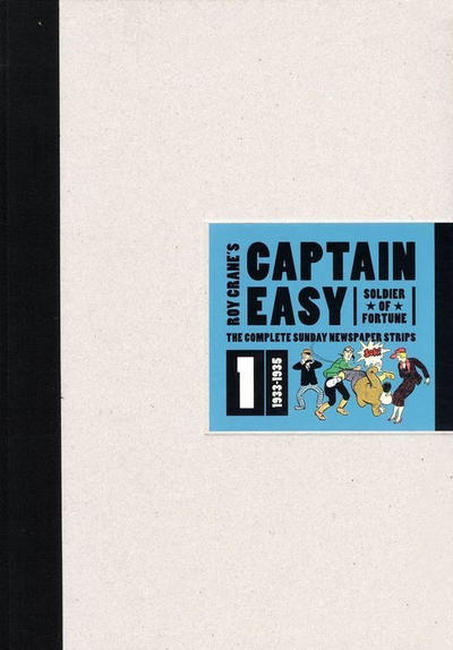 ROY CRANE'S
CAPTAIN
EASY
SOLDIER
★ OF ★
FORTUNE
THE COMPLETE SUNDAY NEWSPAPER STRIPS
1
1933-1935